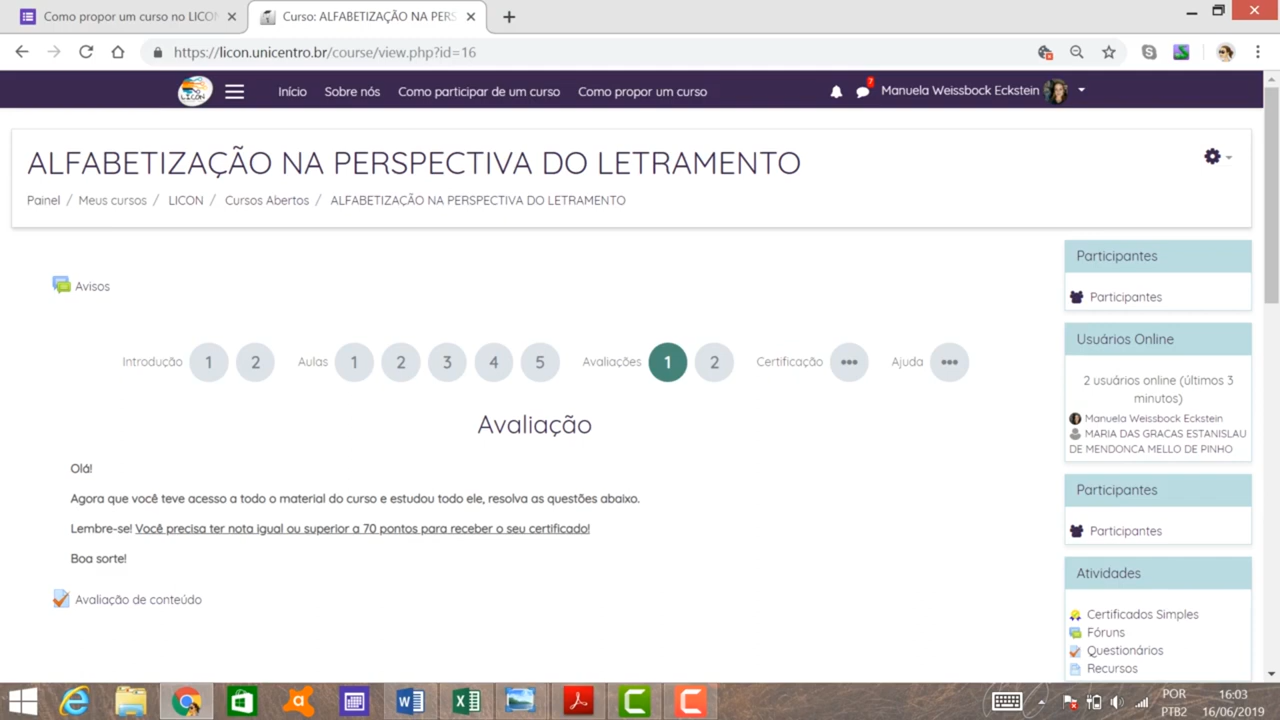 Como propor um curso no LICON
Curso: ALFABETIZAÇÃO NA PERS
https://licon.unicentro.br/course/view.php?id=16
LICON
Início
Sobre nós
Como participar de um curso
Como propor um curso
7
Manuela Weissbock Eckstein
ALFABETIZAÇÃO NA PERSPECTIVA DO LETRAMENTO
Painel / Meus cursos / LICON / Cursos Abertos / ALFABETIZAÇÃO NA PERSPECTIVA DO LETRAMENTO
Avisos
Introdução 1 2 Aulas 1 2 3 4 5 Avaliações 1 2 Certificação ••• Ajuda •••
Avaliação
Olá!
Agora que você teve acesso a todo o material do curso e estudou todo ele, resolva as questões abaixo.
Lembre-se! Você precisa ter nota igual ou superior a 70 pontos para receber o seu certificado!
Boa sorte!
Avaliação de conteúdo
Participantes
Participantes
Usuários Online
2 usuários online (últimos 3
minutos)
Manuela Weissbock Eckstein
MARIA DAS GRACAS ESTANISLAU
DE MENDONCA MELLO DE PINHO
Participantes
Participantes
Atividades
Certificados Simples
Fóruns
Questionários
Recursos
POR
PTB2
16:03
16/06/2019